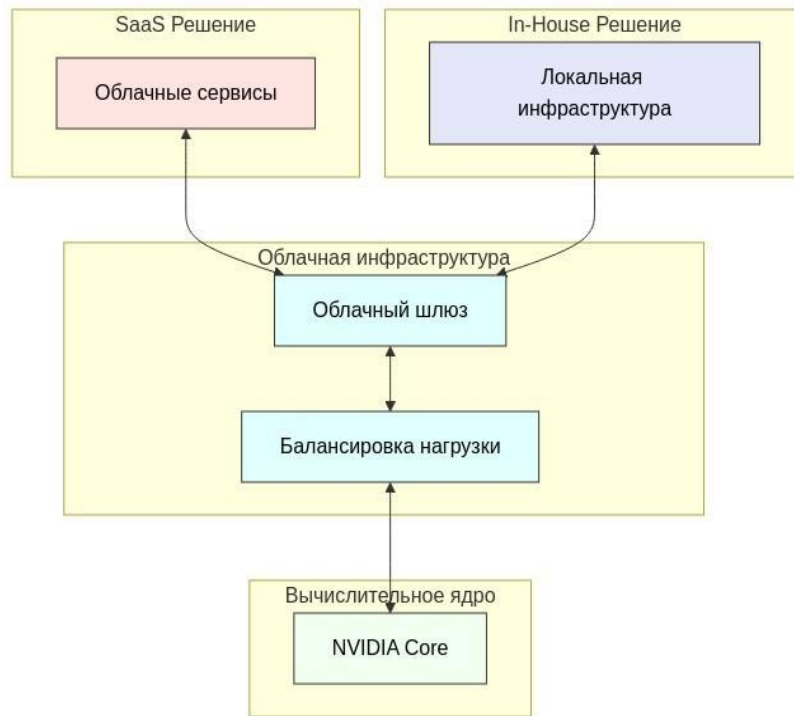 SaaS Решение
Облачные сервисы
In-House Решение
Локальная
инфраструктура
Облачная инфраструктура
Облачный шлюз
Балансировка нагрузки
Вычислительное ядро
NVIDIA Core